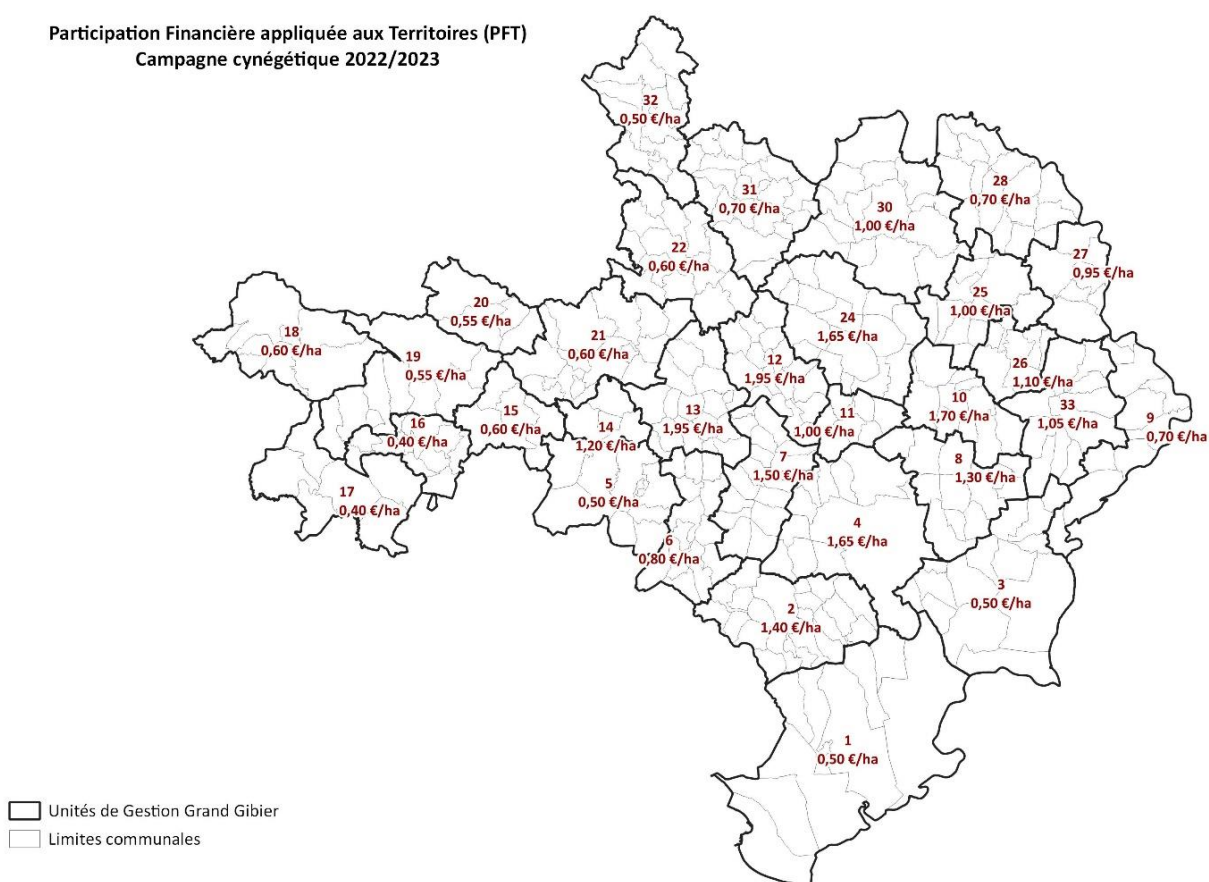 Participation Financière appliquée aux Territoires (PFT)
Campagne cynégétique 2022/2023
32
0,50 €/ha
31
0,70 €/ha
30
1,00 €/ha
28
0,70 €/ha
22
0,60 €/ha
27
0,95 €/ha
25
1,00 €/ha
20
0,55 €/ha
24
1,65 €/ha
18
0,60 €/ha
21
0,60 €/ha
19
0,55 €/ha
12
1,95 €/ha
26
1,10 €/ha
10
1,70 €/ha
33
1,05 €/ha
9
0,70 €/ha
15
0,60 €/ha
13
1,95 €/ha
11
1,00 €/ha
16
0,40 €/ha
14
1,20 €/ha
7
1,50 €/ha
8
1,30 €/ha
5
0,50 €/ha
17
0,40 €/ha
4
1,65 €/ha
6
0,80 €/ha
3
0,50 €/ha
2
1,40 €/ha
1
0,50 €/ha
Unités de Gestion Grand Gibier
Limites communales